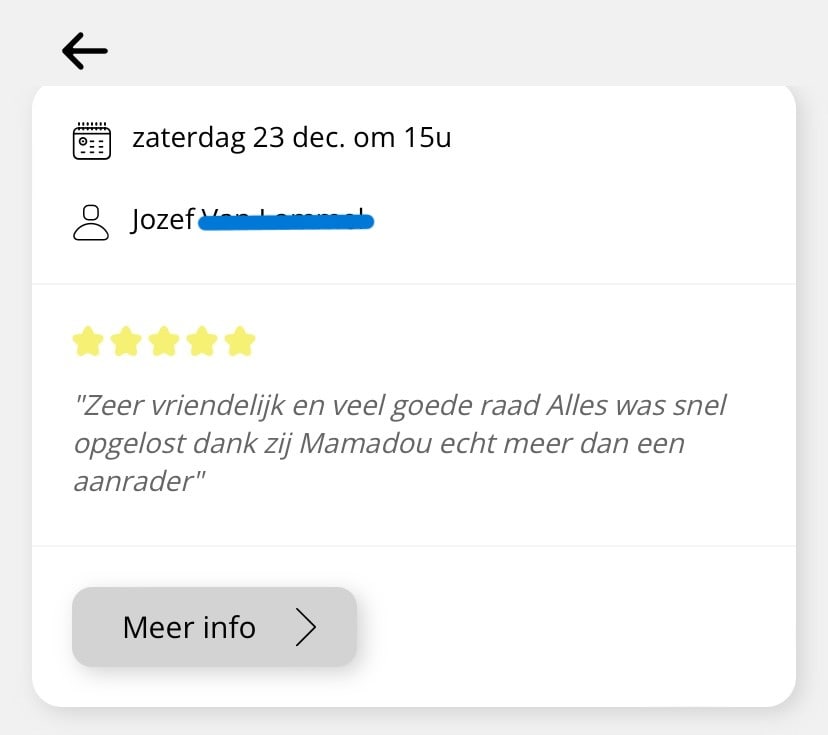 zaterdag 23 dec. om 15u
Jozef
"Zeer vriendelijk en veel goede raad Alles was snel
opgelost dank zij Mamadou echt meer dan een
aanrader"
Meer info